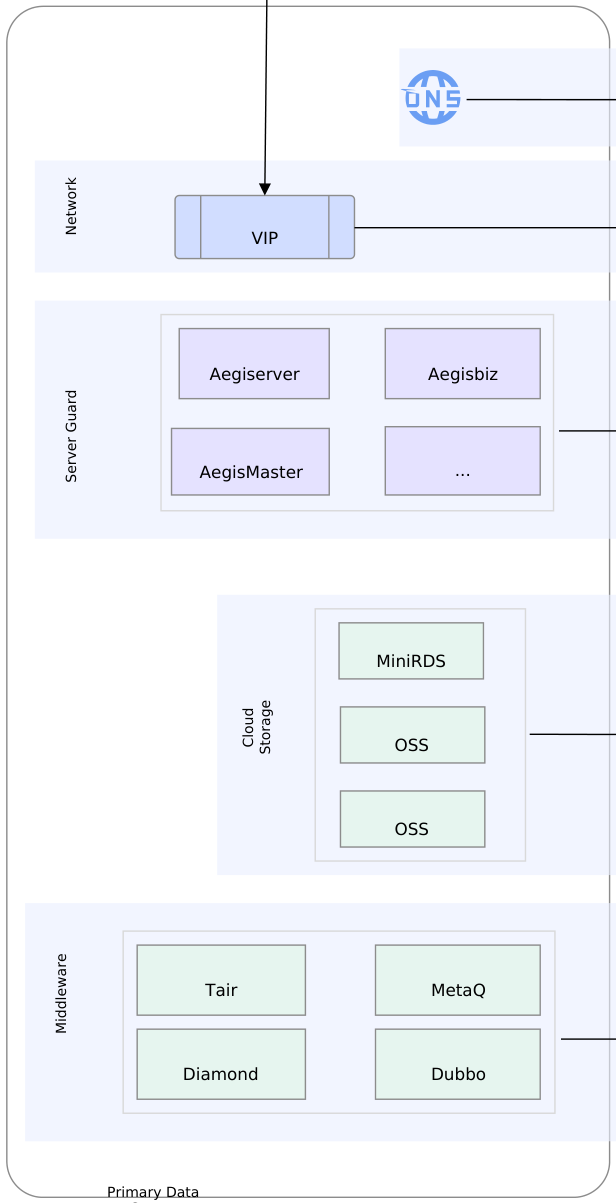 DNS
Network
VIP
Server Guard
Aegiserver
Aegisbiz
AegisMaster
...
Cloud
Storage
MiniRDS
OSS
OSS
Middleware
Tair
MetaQ
Diamond
Dubbo
Primary Data